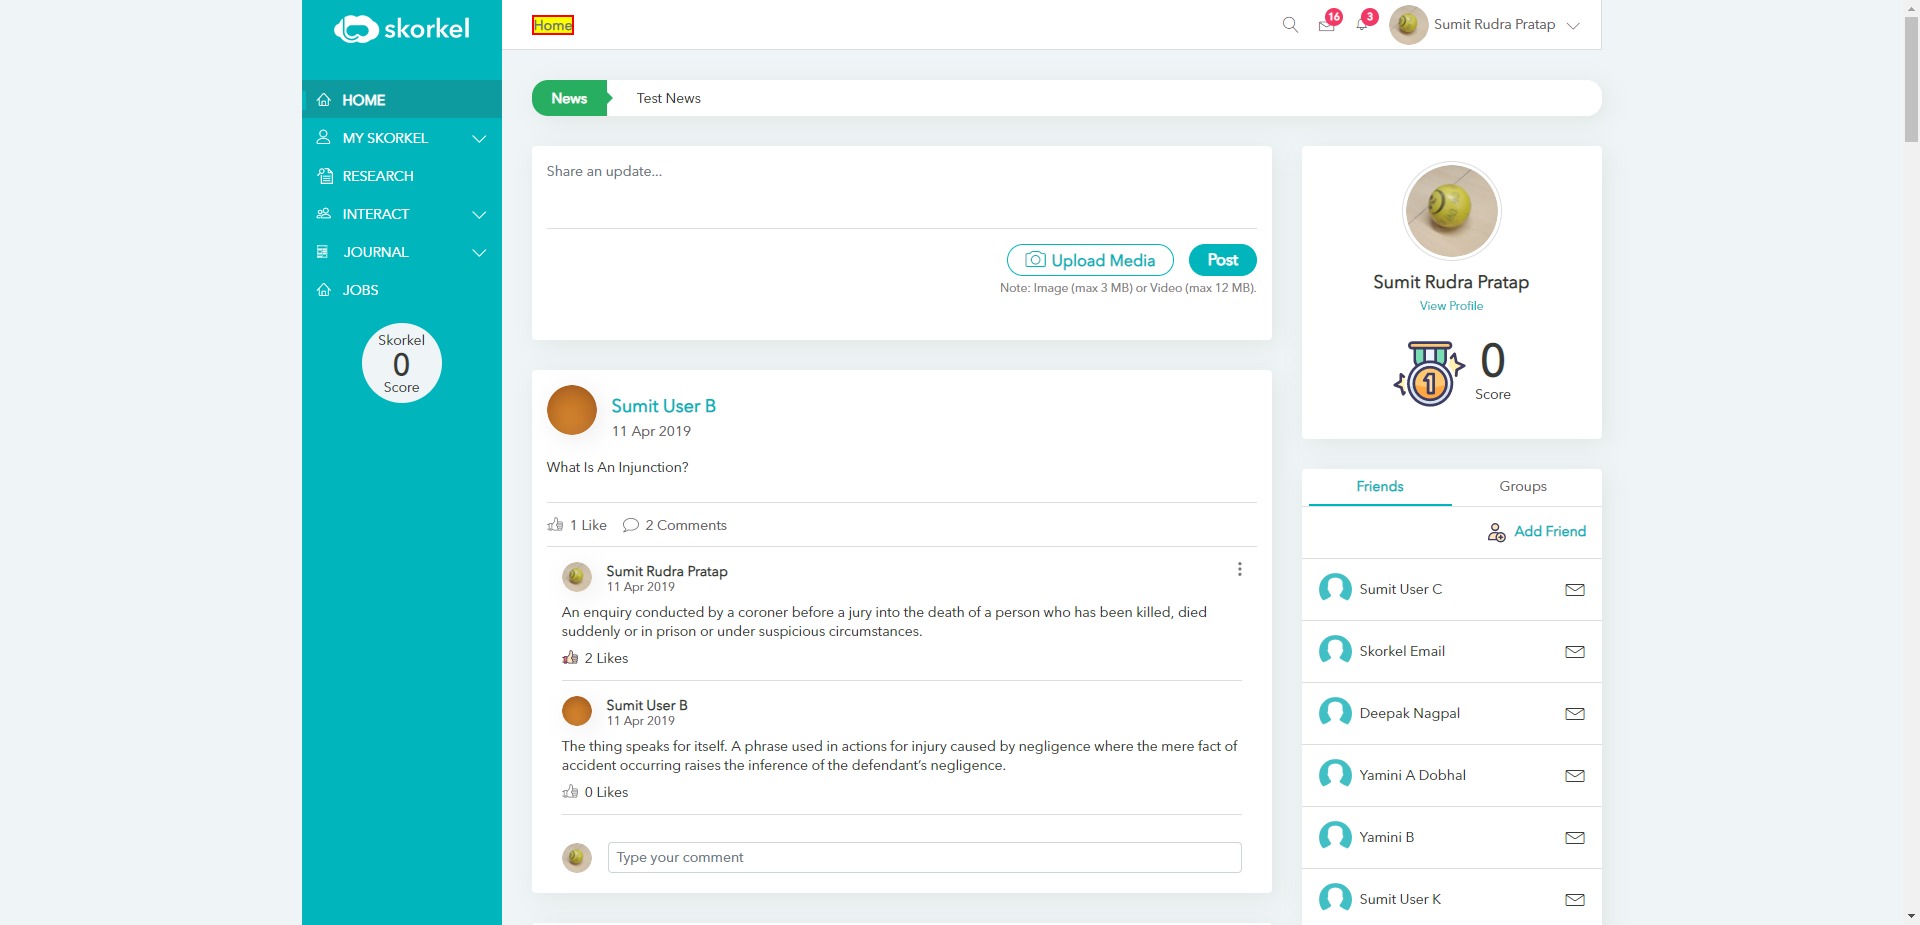 skorkel
Home
16
3
Sumit Rudra Pratap
HOME
MY SKORKEL
RESEARCH
INTERACT
JOURNAL
JOBS
Skorkel
0
Score
News
Test News
Share an update...
Upload Media
Post
Note: Image (max 3 MB) or Video (max 12 MB).
Sumit User B
11 Apr 2019
What Is An Injunction?
1 Like
2 Comments
Sumit Rudra Pratap
11 Apr 2019
An enquiry conducted by a coroner before a jury into the death of a person who has been killed, died
suddenly or in prison or under suspicious circumstances.
2 Likes
Sumit User B
11 Apr 2019
The thing speaks for itself. A phrase used in actions for injury caused by negligence where the mere fact of
accident occurring raises the inference of the defendant’s negligence.
0 Likes
Type your comment
Sumit Rudra Pratap
View Profile
1
0
Score
Friends
Groups
Add Friend
Sumit User C
Skorkel Email
Deepak Nagpal
Yamini A Dobhal
Yamini B
Sumit User K